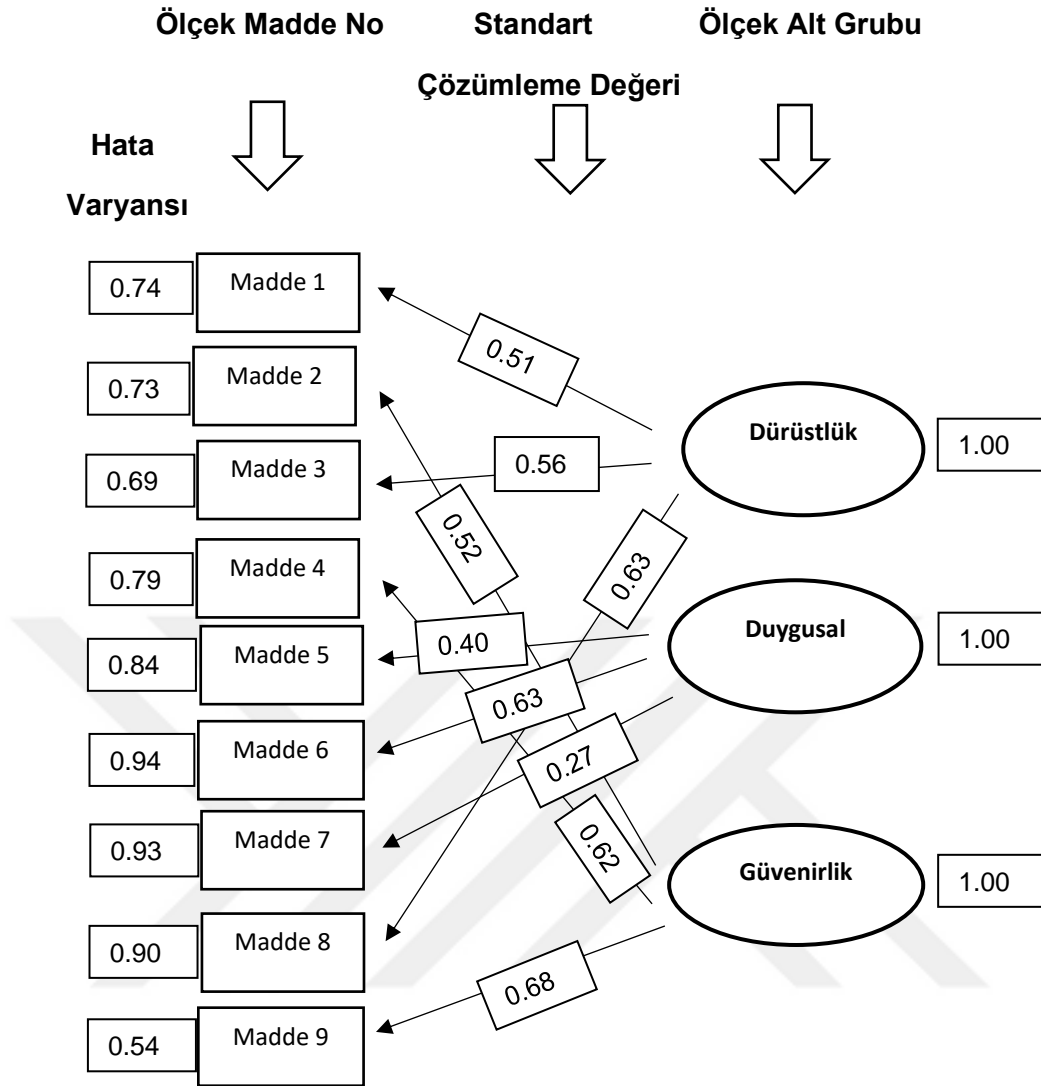 Ölçek Madde No Standart Ölçek Alt Grubu
Çözümleme Değeri
Hata
Varyansı
0.74 Madde 1
0.51
0.73 Madde 2
Dürüstlük 1.00
0.69 Madde 3 0.56
0.52
0.63
0.79 Madde 4
0.84 Madde 5 0.40 Duygusal 1.00
0.63
0.94 Madde 6
0.27
0.93 Madde 7
0.62
Güvenirlik 1.00
0.90 Madde 8
0.68
0.54 Madde 9